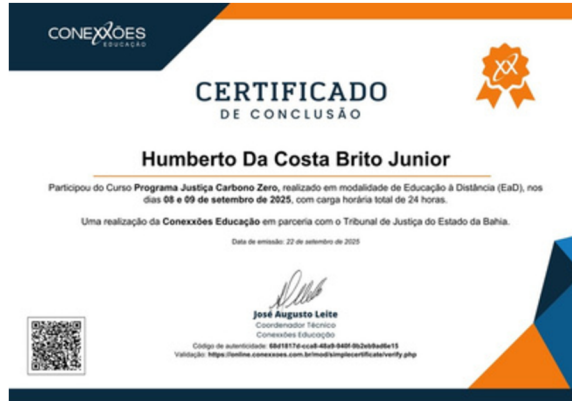 CONEXXÕES
EDUCAÇÃO
CERTIFICADO
DE CONCLUSÃO
Humberto Da Costa Brito Junior
Participou do Curso Programa Justiça Carbono Zero, realizado em modalidade de Educação à Distância (EaD), nos
dias 08 e 09 de setembro de 2025, com carga horária total de 24 horas.
Uma realização da Conexxões Educação em parceria com o Tribunal de Justiça do Estado da Bahia.
Data de emissão: 22 de setembro de 2025
José Augusto Leite
Coordenador Técnico
Conexxões Educação
Código de autenticidade:
Validação: https://online.conexxoes.com.br/mod/simplecertificate/verify.php